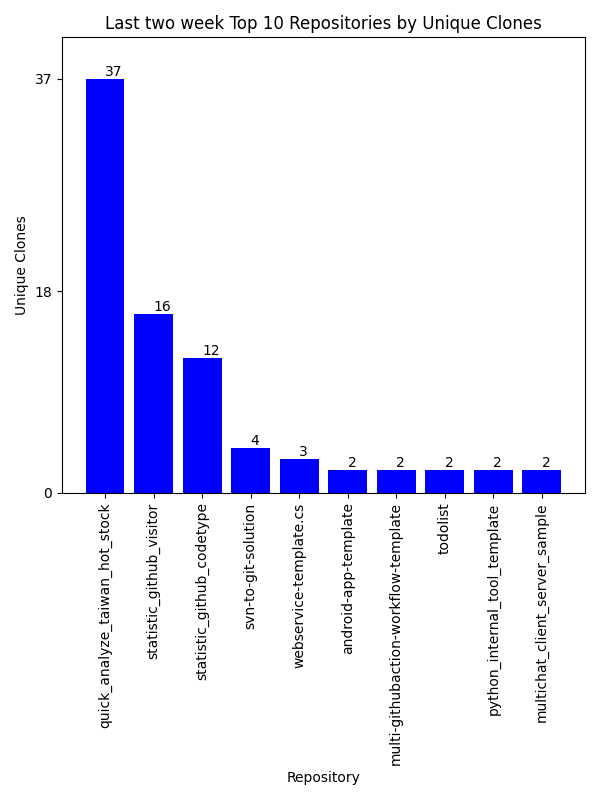 Last two week Top 10 Repositories by Unique Clones
Unique Clones
37
18
0
37
16
12
4
3
2
2
2
2
2
quick_analyze_taiwan_hot_stock
statistic_github_visitor
statistic_github_codetype
svn-to-git-solution
webservice-template.cs
android-app-template
multi-githubaction-workflow-template
todolist
python_internal_tool_template
multichat_client_server_sample
Repository